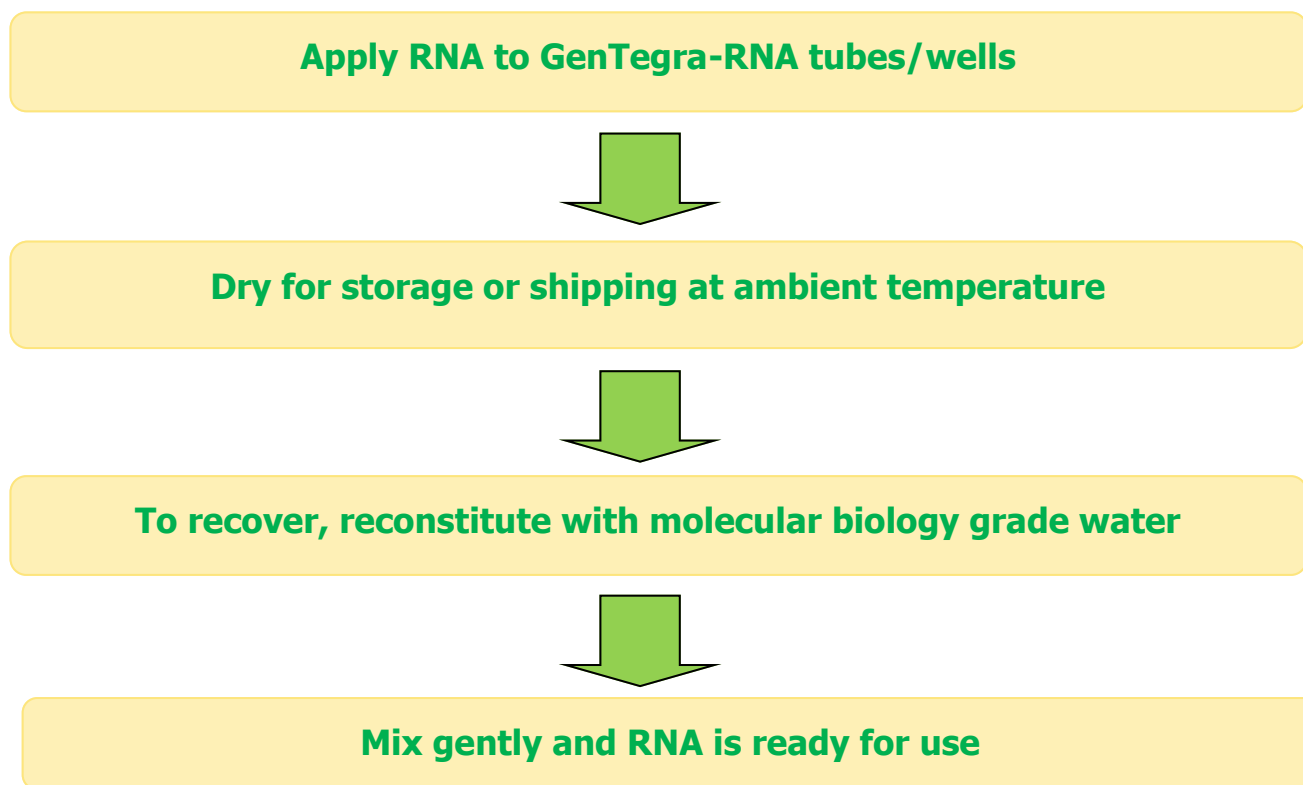 Apply RNA to GenTegra-RNA tubes/wells
Dry for storage or shipping at ambient temperature
To recover, reconstitute with molecular biology grade water
Mix gently and RNA is ready for use